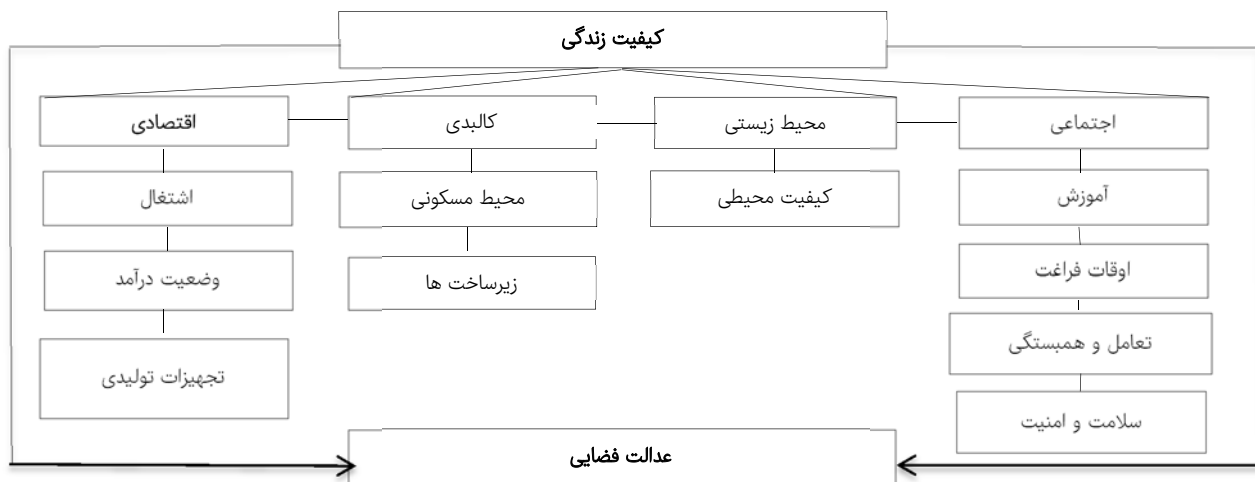 کیفیت زندگی
اجتماعی
محیط زیستی
کالبدی
اقتصادی
آموزش
کیفیت محیطی
محیط مسکونی
اشتغال
اوقات فراغت
زیرساخت ها
وضعیت درآمد
تعامل و همبستگی
تجهیزات تولیدی
سلامت و امنیت
عدالت فضایی